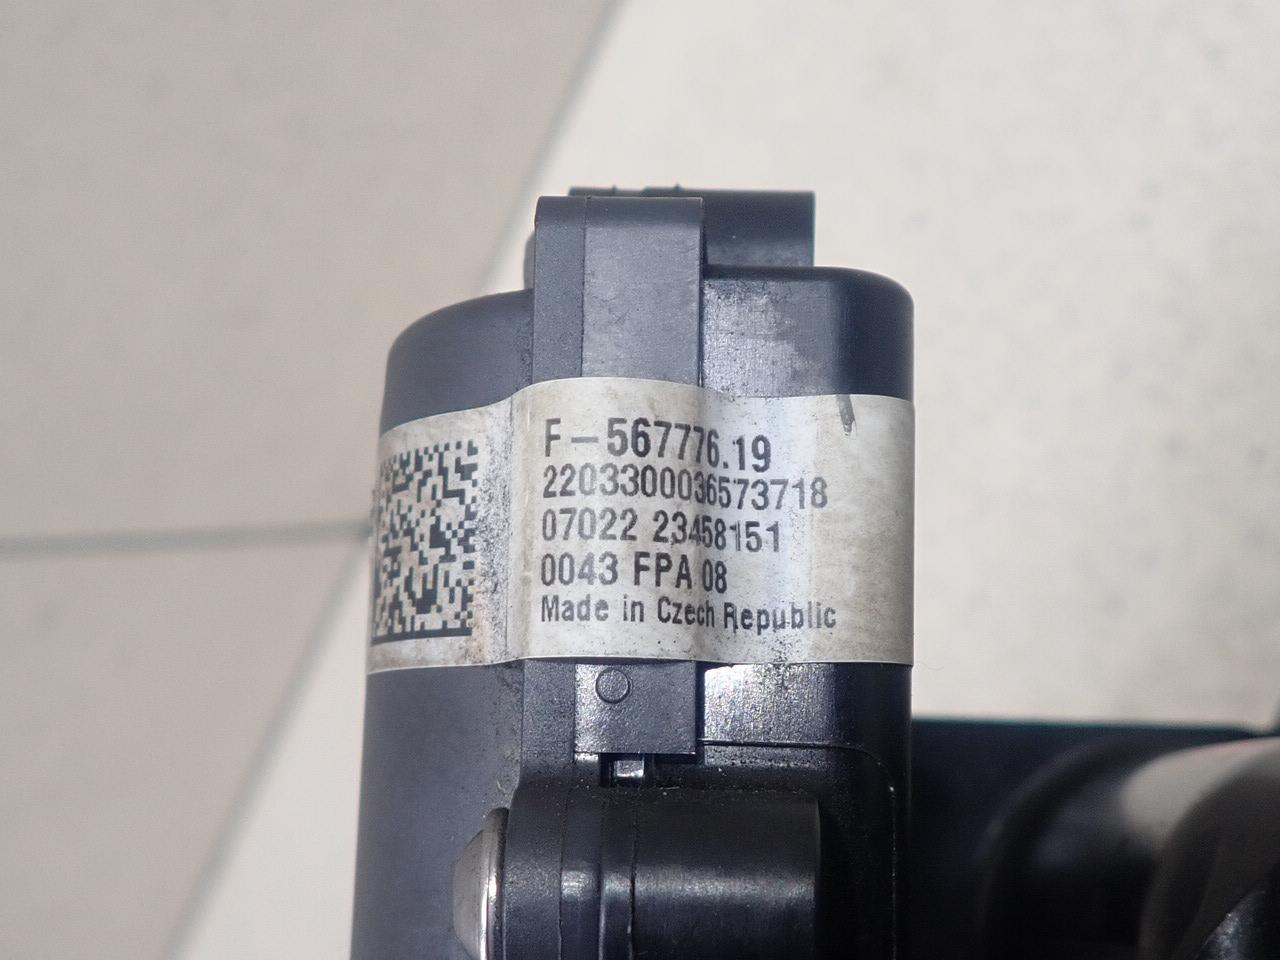 F-567776.19
2203300036573718
07022 23458151
0043 FPA 08
Made in Czech Republic